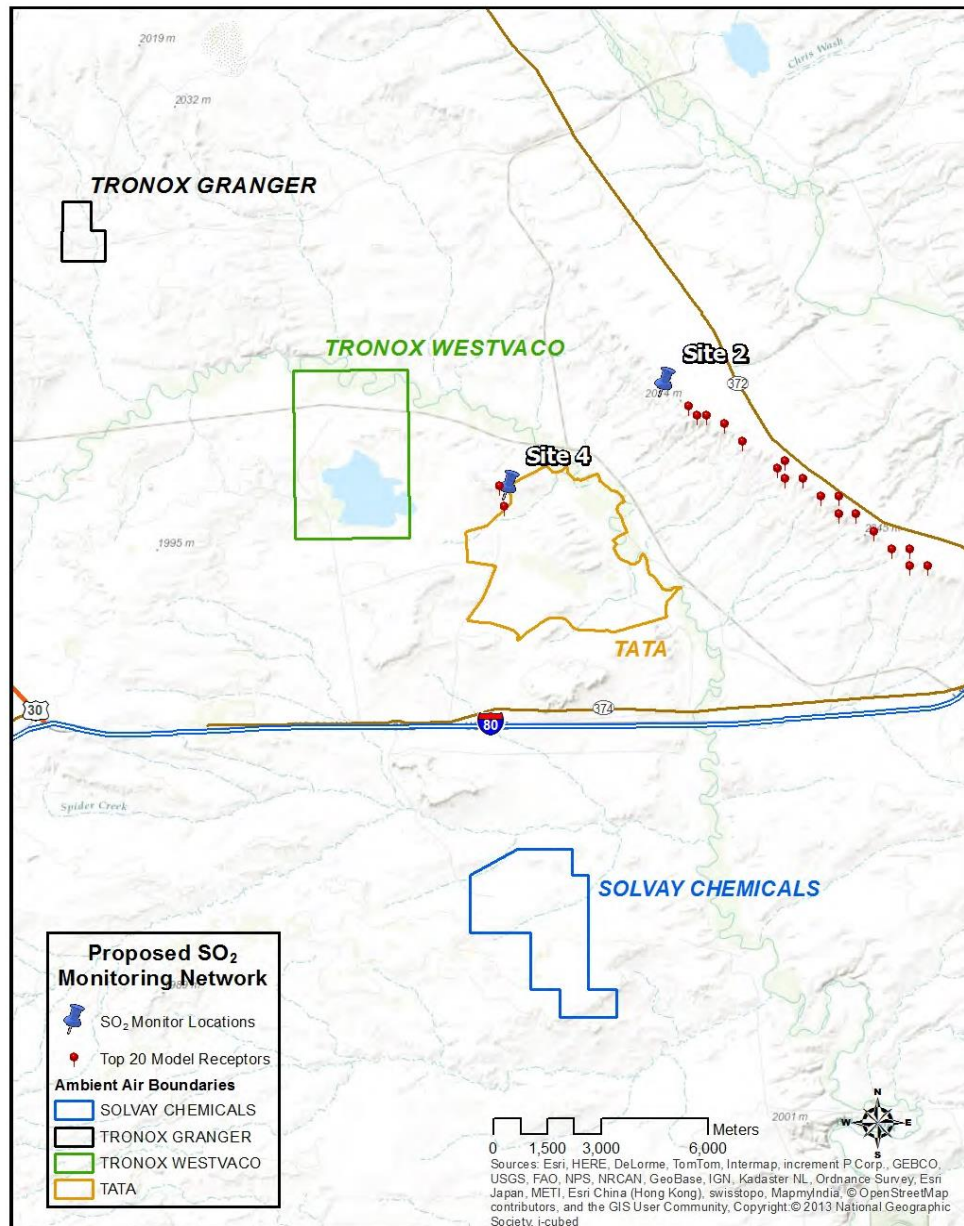 2019 m
Chris Wash
2032 m
TRONOX GRANGER
TRONOX WESTVACO
Site 2
372
Site 4
1995 m
TATA
30
374
80
Spider Creek
SOLVAY CHEMICALS
Proposed SO2
Monitoring Network
SO2 Monitor Locations
Top 20 Model Receptors
Ambient Air Boundaries
SOLVAY CHEMICALS
TRONOX GRANGER
TRONOX WESTVACO
TATA
2001 m
N
W E
S
Meters
0 1,500 3,000 6,000
Sources: Esri, HERE, DeLorme, TomTom, Intermap, increment P Corp., GEBCO,
USGS, FAO, NPS, NRCAN, GeoBase, IGN, Kadaster NL, Ordnance Survey, Esri
Japan, METI, Esri China (Hong Kong), swisstopo, MapmyIndia, © OpenStreetMap
contributors, and the GIS User Community, Copyright:© 2013 National Geographic
Society, i-cubed